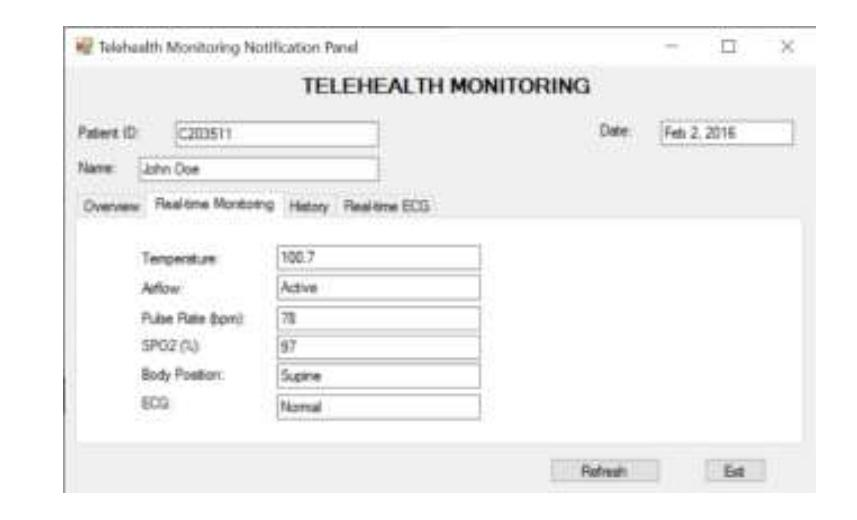 Telehealth Monitoring Notification Panel
TELEHEALTH MONITORING
Patient ID: C203511 Date: Feb 2, 2016
Name: John Doe
Overview Real-time Monitoring History Real-time ECG
Temperature: 100.7
Airflow: Active
Pulse Rate (bpm): 78
SPO2 (%): 97
Body Position: Supine
ECG: Normal
Refresh Exit